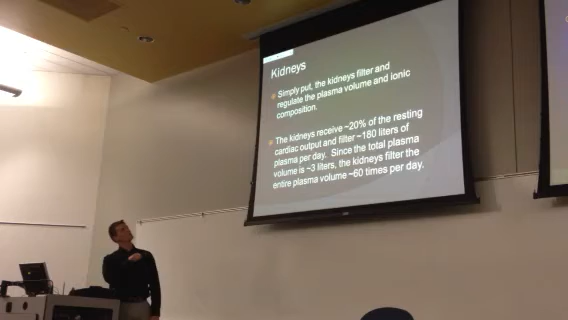 Kidneys
Simply put, the kidneys filter and
regulate the plasma volume and ionic
composition.
The kidneys receive ~20% of the resting
cardiac output and filter ~180 liters of
plasma per day. Since the total plasma
volume is ~3 liters, the kidneys filter the
entire plasma volume ~60 times per day.